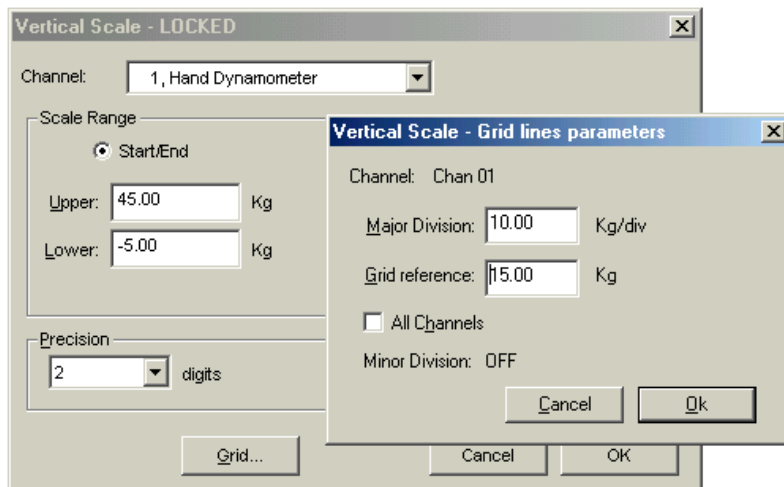 Vertical Scale - LOCKED
Channel: 1, Hand Dynamometer
Scale Range
Start/End
Upper: 45.00 Kg
Lower: -5.00 Kg
Precision
2 digits
Grid...
Cancel
OK
Vertical Scale - Grid lines parameters
Channel: Chan 01
Major Division: 10.00 Kg/div
Grid reference: 15.00 Kg
All Channels
Minor Division: OFF
Cancel
Ok